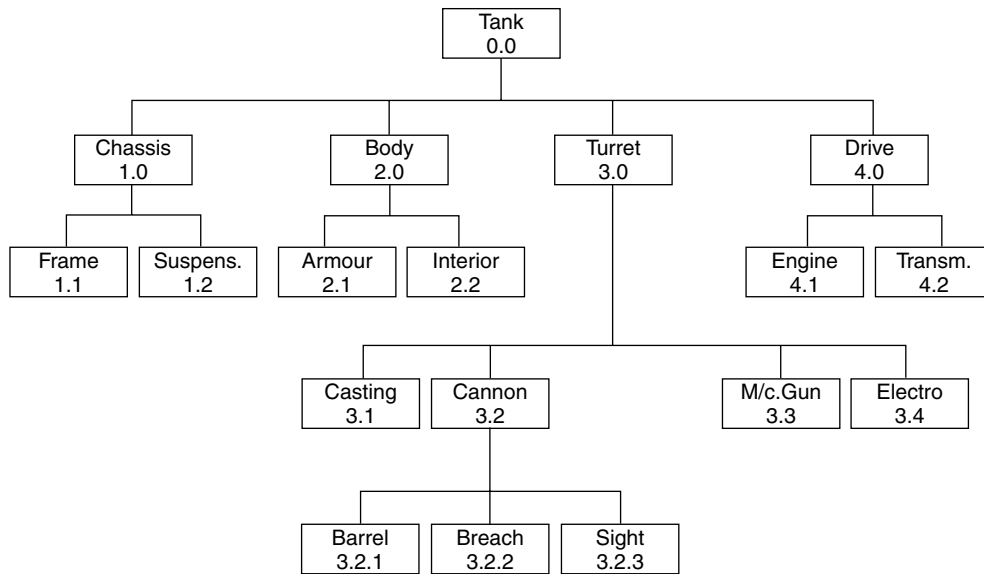 Tank
0.0
Chassis
1.0
Body
2.0
Turret
3.0
Drive
4.0
Frame
1.1
Suspens.
1.2
Armour
2.1
Interior
2.2
Engine
4.1
Transm.
4.2
Casting
3.1
Cannon
3.2
M/c.Gun
3.3
Electro
3.4
Barrel
3.2.1
Breach
3.2.2
Sight
3.2.3